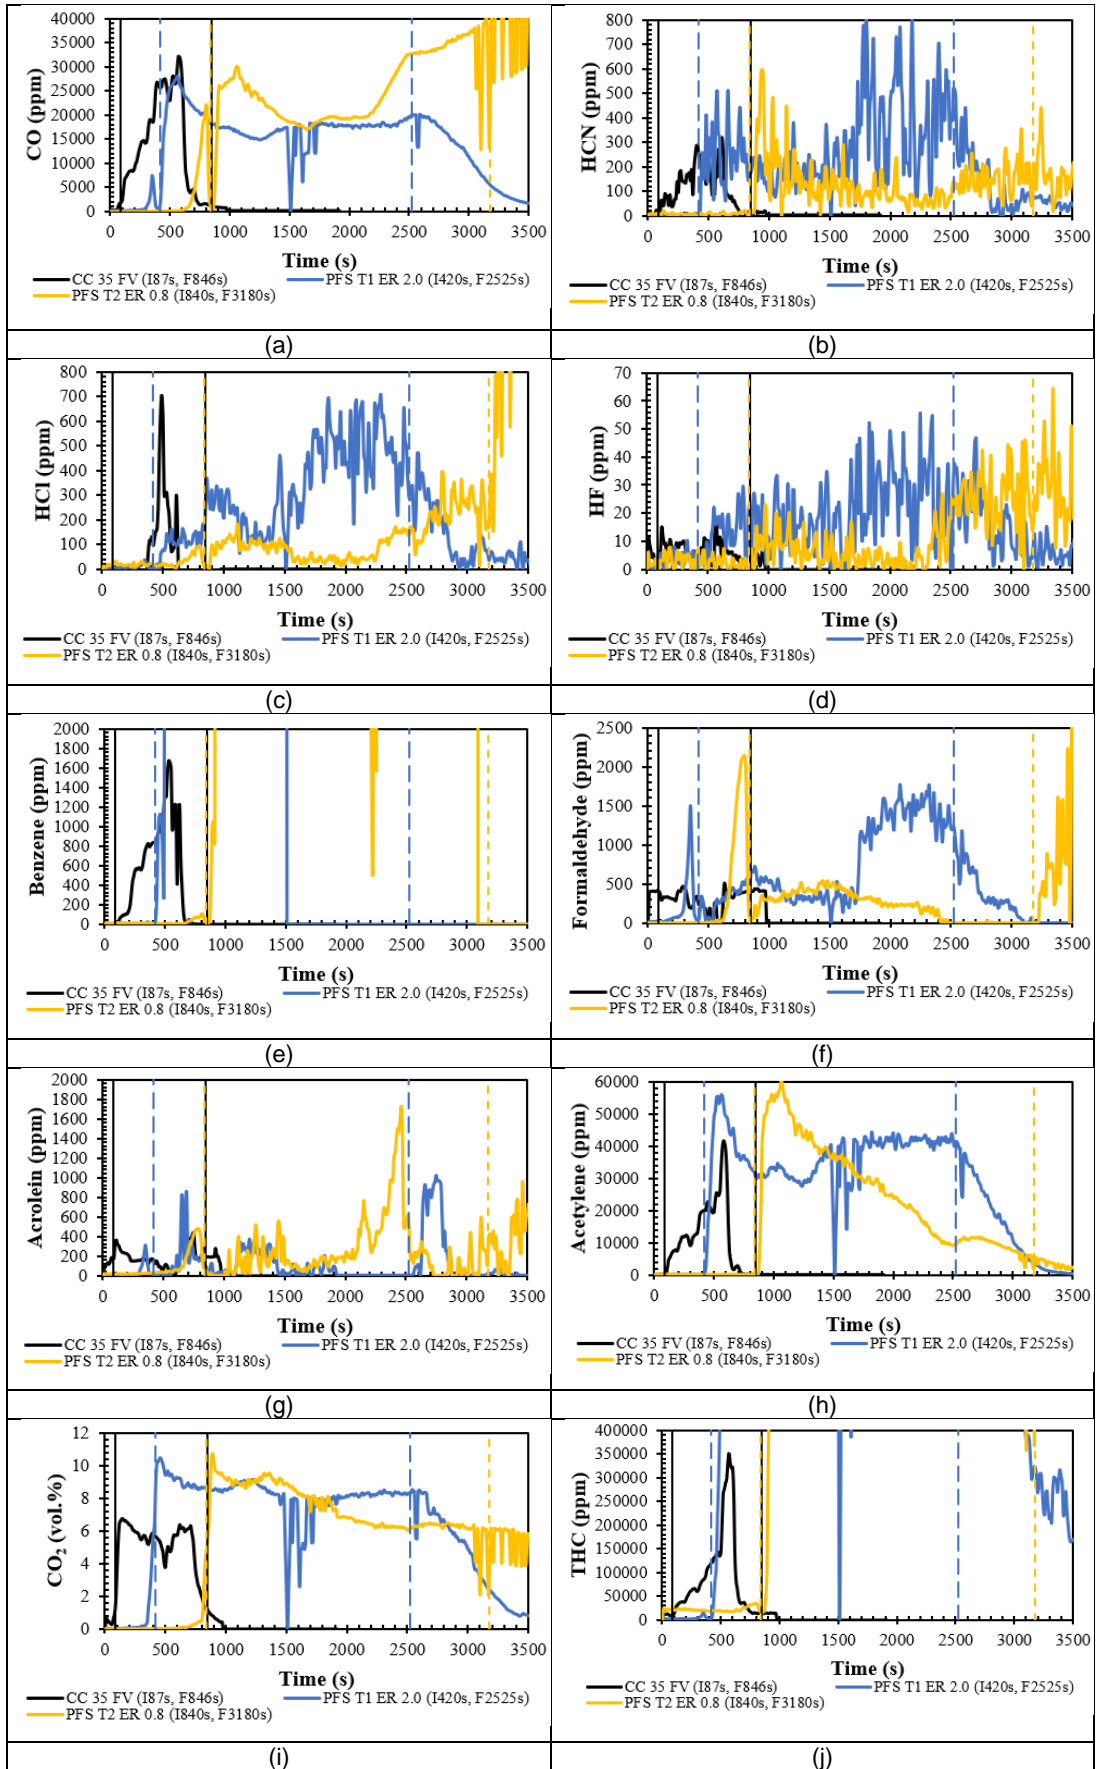 40000
35000
30000
25000
20000
15000
10000
5000
0
CO (ppm)
0 500 1000 1500 2000 2500 3000 3500
Time (s)
CC 35 FV (I87s, F846s) PFS T1 ER 2.0 (I420s, F2525s)
PFS T2 ER 0.8 (I840s, F3180s)
(a)
800
700
600
500
400
300
200
100
0
HCN (ppm)
0 500 1000 1500 2000 2500 3000 3500
Time (s)
CC 35 FV (I87s, F846s) PFS T1 ER 2.0 (I420s, F2525s)
PFS T2 ER 0.8 (I840s, F3180s)
(b)
800
700
600
500
400
300
200
100
0
HCl (ppm)
0 500 1000 1500 2000 2500 3000 3500
Time (s)
CC 35 FV (I87s, F846s) PFS T1 ER 2.0 (I420s, F2525s)
PFS T2 ER 0.8 (I840s, F3180s)
(c)
70
60
50
40
30
20
10
0
HF (ppm)
0 500 1000 1500 2000 2500 3000 3500
Time (s)
CC 35 FV (I87s, F846s) PFS T1 ER 2.0 (I420s, F2525s)
PFS T2 ER 0.8 (I840s, F3180s)
(d)
2000
1800
1600
1400
1200
1000
800
600
400
200
0
Benzene (ppm)
0 500 1000 1500 2000 2500 3000 3500
Time (s)
CC 35 FV (I87s, F846s) PFS T1 ER 2.0 (I420s, F2525s)
PFS T2 ER 0.8 (I840s, F3180s)
(e)
2500
2000
1500
1000
500
0
Formaldehyde (ppm)
0 500 1000 1500 2000 2500 3000 3500
Time (s)
CC 35 FV (I87s, F846s) PFS T1 ER 2.0 (I420s, F2525s)
PFS T2 ER 0.8 (I840s, F3180s)
(f)
2000
1800
1600
1400
1200
1000
800
600
400
200
0
Acrolein (ppm)
0 500 1000 1500 2000 2500 3000 3500
Time (s)
CC 35 FV (I87s, F846s) PFS T1 ER 2.0 (I420s, F2525s)
PFS T2 ER 0.8 (I840s, F3180s)
(g)
60000
50000
40000
30000
20000
10000
0
Acetylene (ppm)
0 500 1000 1500 2000 2500 3000 3500
Time (s)
CC 35 FV (I87s, F846s) PFS T1 ER 2.0 (I420s, F2525s)
PFS T2 ER 0.8 (I840s, F3180s)
(h)
12
10
8
6
4
2
0
CO₂ (vol.%)
0 500 1000 1500 2000 2500 3000 3500
Time (s)
CC 35 FV (I87s, F846s) PFS T1 ER 2.0 (I420s, F2525s)
PFS T2 ER 0.8 (I840s, F3180s)
(i)
400000
350000
300000
250000
200000
150000
100000
50000
0
THC (ppm)
0 500 1000 1500 2000 2500 3000 3500
Time (s)
CC 35 FV (I87s, F846s) PFS T1 ER 2.0 (I420s, F2525s)
PFS T2 ER 0.8 (I840s, F3180s)
(j)